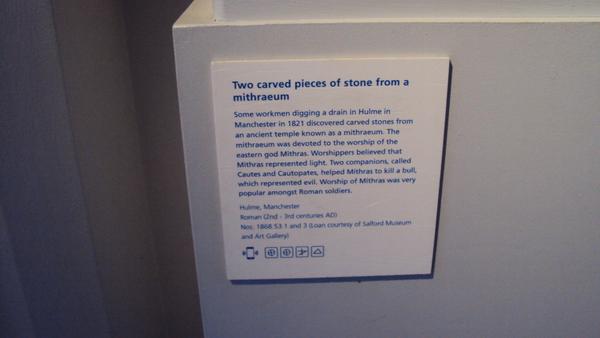 Two carved pieces of stone from a
mithraeum
Some workmen digging a drain in Hulme in
Manchester in 1821 discovered carved stones from
an ancient temple known as a mithraeum. The
mithraeum was devoted to the worship of the
eastern god Mithras. Worshippers believed that
Mithras represented light. Two companions, called
Cautes and Cautopates, helped Mithras to kill a bull,
which represented evil. Worship of Mithras was very
popular amongst Roman soldiers.
Hulme, Manchester
Roman (2nd - 3rd centuries AD)
Nos. 1868.53.1 and 3 (Loan courtesy of Salford Museum
and Art Gallery)